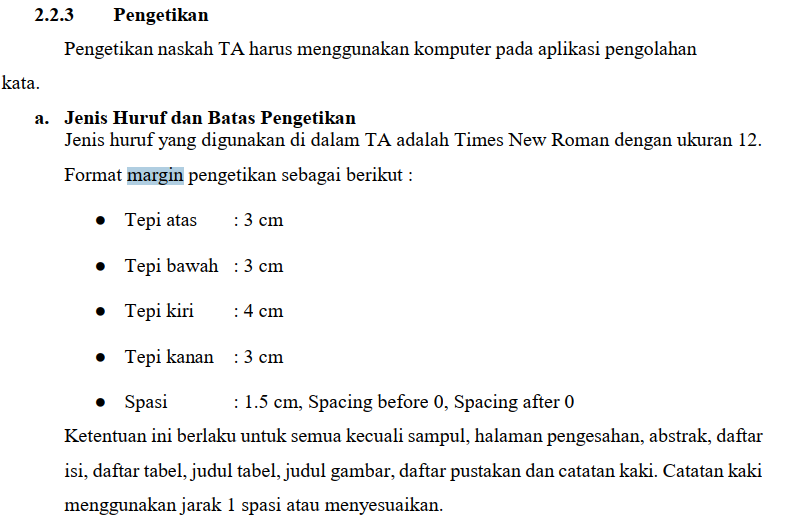 2.2.3 Pengetikan
Pengetikan naskah TA harus menggunakan komputer pada aplikasi pengolahan
kata.
a. Jenis Huruf dan Batas Pengetikan
Jenis huruf yang digunakan di dalam TA adalah Times New Roman dengan ukuran 12.
Format margin pengetikan sebagai berikut :
● Tepi atas : 3 cm
● Tepi bawah : 3 cm
● Tepi kiri : 4 cm
● Tepi kanan : 3 cm
● Spasi : 1.5 cm, Spacing before 0, Spacing after 0
Ketentuan ini berlaku untuk semua kecuali sampul, halaman pengesahan, abstrak, daftar
isi, daftar tabel, judul tabel, judul gambar, daftar pustakan dan catatan kaki. Catatan kaki
menggunakan jarak 1 spasi atau menyesuaikan.